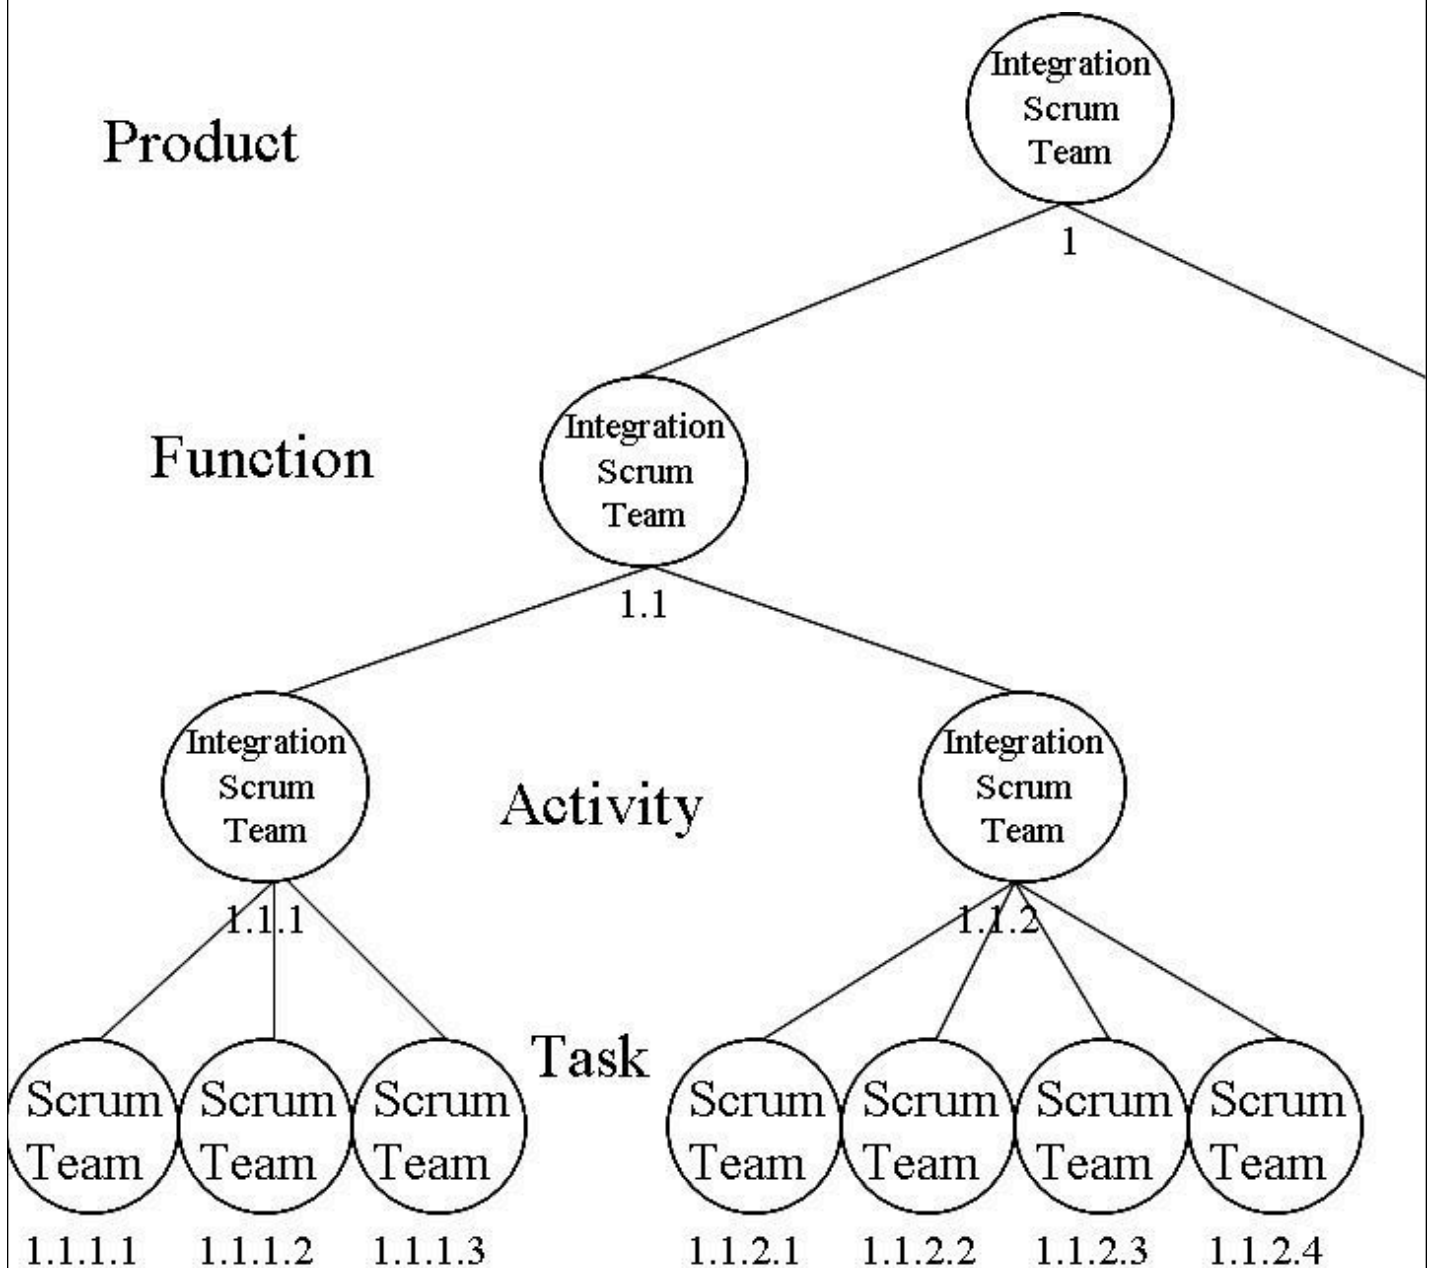 Integration
Scrum
Team
Product
1
Integration
Scrum
Team
Function
1.1
Integration
Scrum
Team
Activity
Integration
Scrum
Team
1.1.1
1.1.2
Task
Scrum
Team
Scrum
Team
Scrum
Team
Scrum
Team
Scrum
Team
Scrum
Team
Scrum
Team
1.1.1.1
1.1.1.2
1.1.1.3
1.1.2.1
1.1.2.2
1.1.2.3
1.1.2.4